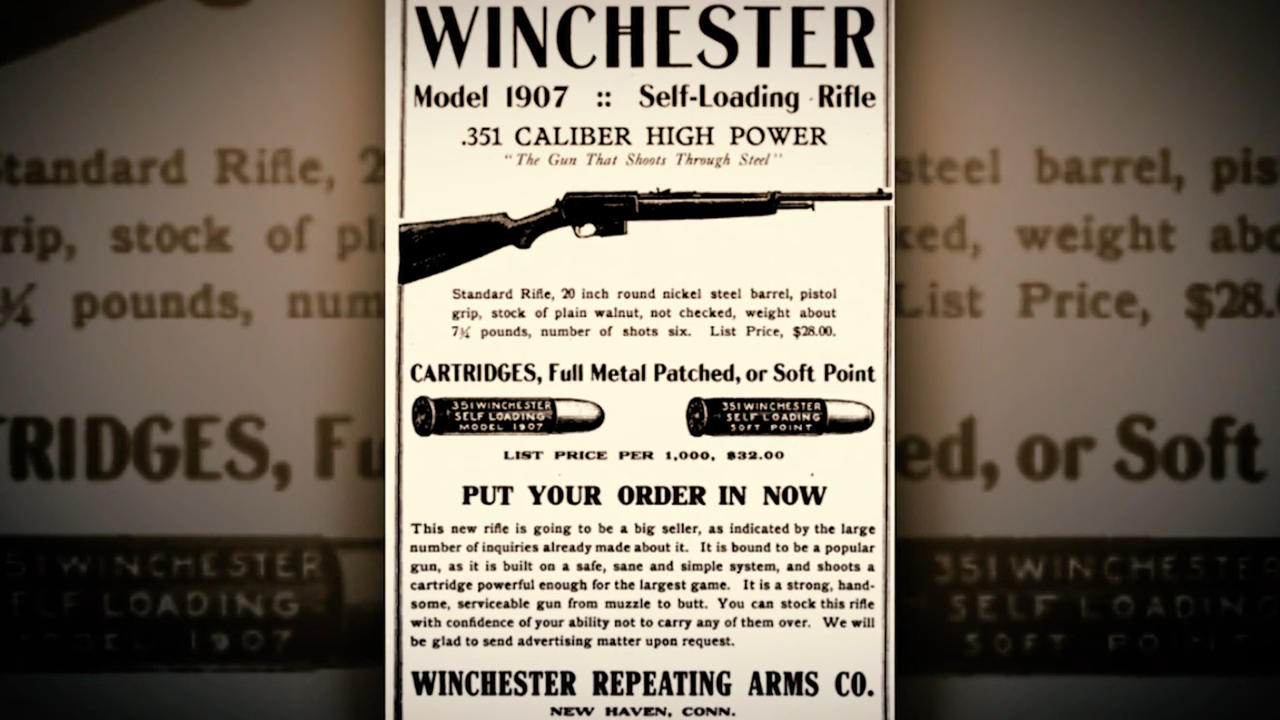 WINCHESTER
Model 1907 :: Self-Loading Rifle
.351 CALIBER HIGH POWER
"The Gun That Shoots Through Steel"
Standard Rifle, 20 inch round nickel steel barrel, pistol
grip, stock of plain walnut, not checked, weight about
7¾ pounds, number of shots six. List Price, $28.00.
CARTRIDGES, Full Metal Patched, or Soft Point
351 WINCHESTER
SELF LOADING
MODEL 1907
351 WINCHESTER
SELF LOADING
SOFT POINT
LIST PRICE PER 1,000, $32.00
PUT YOUR ORDER IN NOW
This new rifle is going to be a big seller, as indicated by the large
number of inquiries already made about it. It is bound to be a popular
gun, as it is built on a safe, sane and simple system, and shoots a
cartridge powerful enough for the largest game. It is a strong, hand-
some, serviceable gun from muzzle to butt. You can stock this rifle
with confidence of your ability not to carry any of them over. We will
be glad to send advertising matter upon request.
WINCHESTER REPEATING ARMS CO.
NEW HAVEN, CONN.